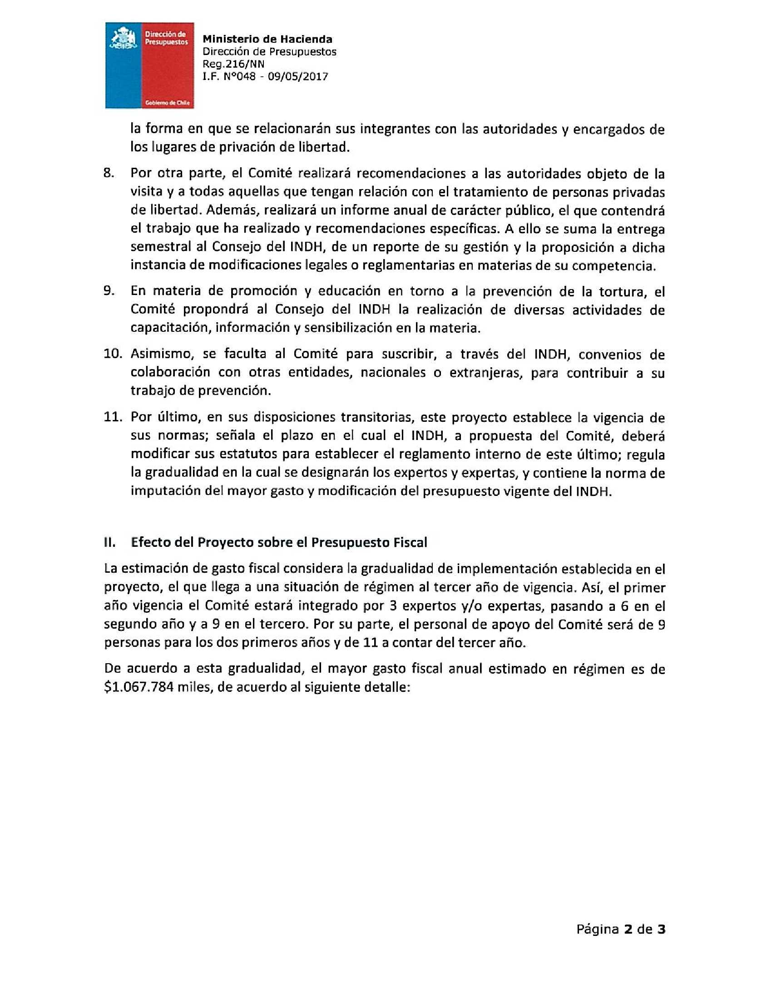 Dirección de
Presupuestos
Gobierno de Chile
Ministerio de Hacienda
Dirección de Presupuestos
Reg.216/NN
I.F. N°048 - 09/05/2017
la forma en que se relacionarán sus integrantes con las autoridades y encargados de
los lugares de privación de libertad.
8. Por otra parte, el Comité realizará recomendaciones a las autoridades objeto de la
visita y a todas aquellas que tengan relación con el tratamiento de personas privadas
de libertad. Además, realizará un informe anual de carácter público, el que contendrá
el trabajo que ha realizado y recomendaciones específicas. A ello se suma la entrega
semestral al Consejo del INDH, de un reporte de su gestión y la proposición a dicha
instancia de modificaciones legales o reglamentarias en materias de su competencia.
9. En materia de promoción y educación en torno a la prevención de la tortura, el
Comité propondrá al Consejo del INDH la realización de diversas actividades de
capacitación, información y sensibilización en la materia.
10. Asimismo, se faculta al Comité para suscribir, a través del INDH, convenios de
colaboración con otras entidades, nacionales o extranjeras, para contribuir a su
trabajo de prevención.
11. Por último, en sus disposiciones transitorias, este proyecto establece la vigencia de
sus normas; señala el plazo en el cual el INDH, a propuesta del Comité, deberá
modificar sus estatutos para establecer el reglamento interno de este último; regula
la gradualidad en la cual se designarán los expertos y expertas, y contiene la norma de
imputación del mayor gasto y modificación del presupuesto vigente del INDH.
II. Efecto del Proyecto sobre el Presupuesto Fiscal
La estimación de gasto fiscal considera la gradualidad de implementación establecida en el
proyecto, el que llega a una situación de régimen al tercer año de vigencia. Así, el primer
año vigencia el Comité estará integrado por 3 expertos y/o expertas, pasando a 6 en el
segundo año y a 9 en el tercero. Por su parte, el personal de apoyo del Comité será de 9
personas para los dos primeros años y de 11 a contar del tercer año.
De acuerdo a esta gradualidad, el mayor gasto fiscal anual estimado en régimen es de
$1.067.784 miles, de acuerdo al siguiente detalle:
Página 2 de 3